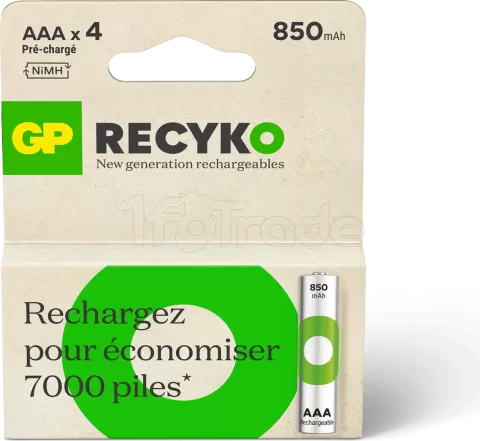 AAA x 4
850mAh
Pré-chargé
NiMH
GP
RECYKO
New generation rechargeables
1foTrade
Rechargez
pour économiser
7000 piles*
850
mAh
AAA
Rechargeable